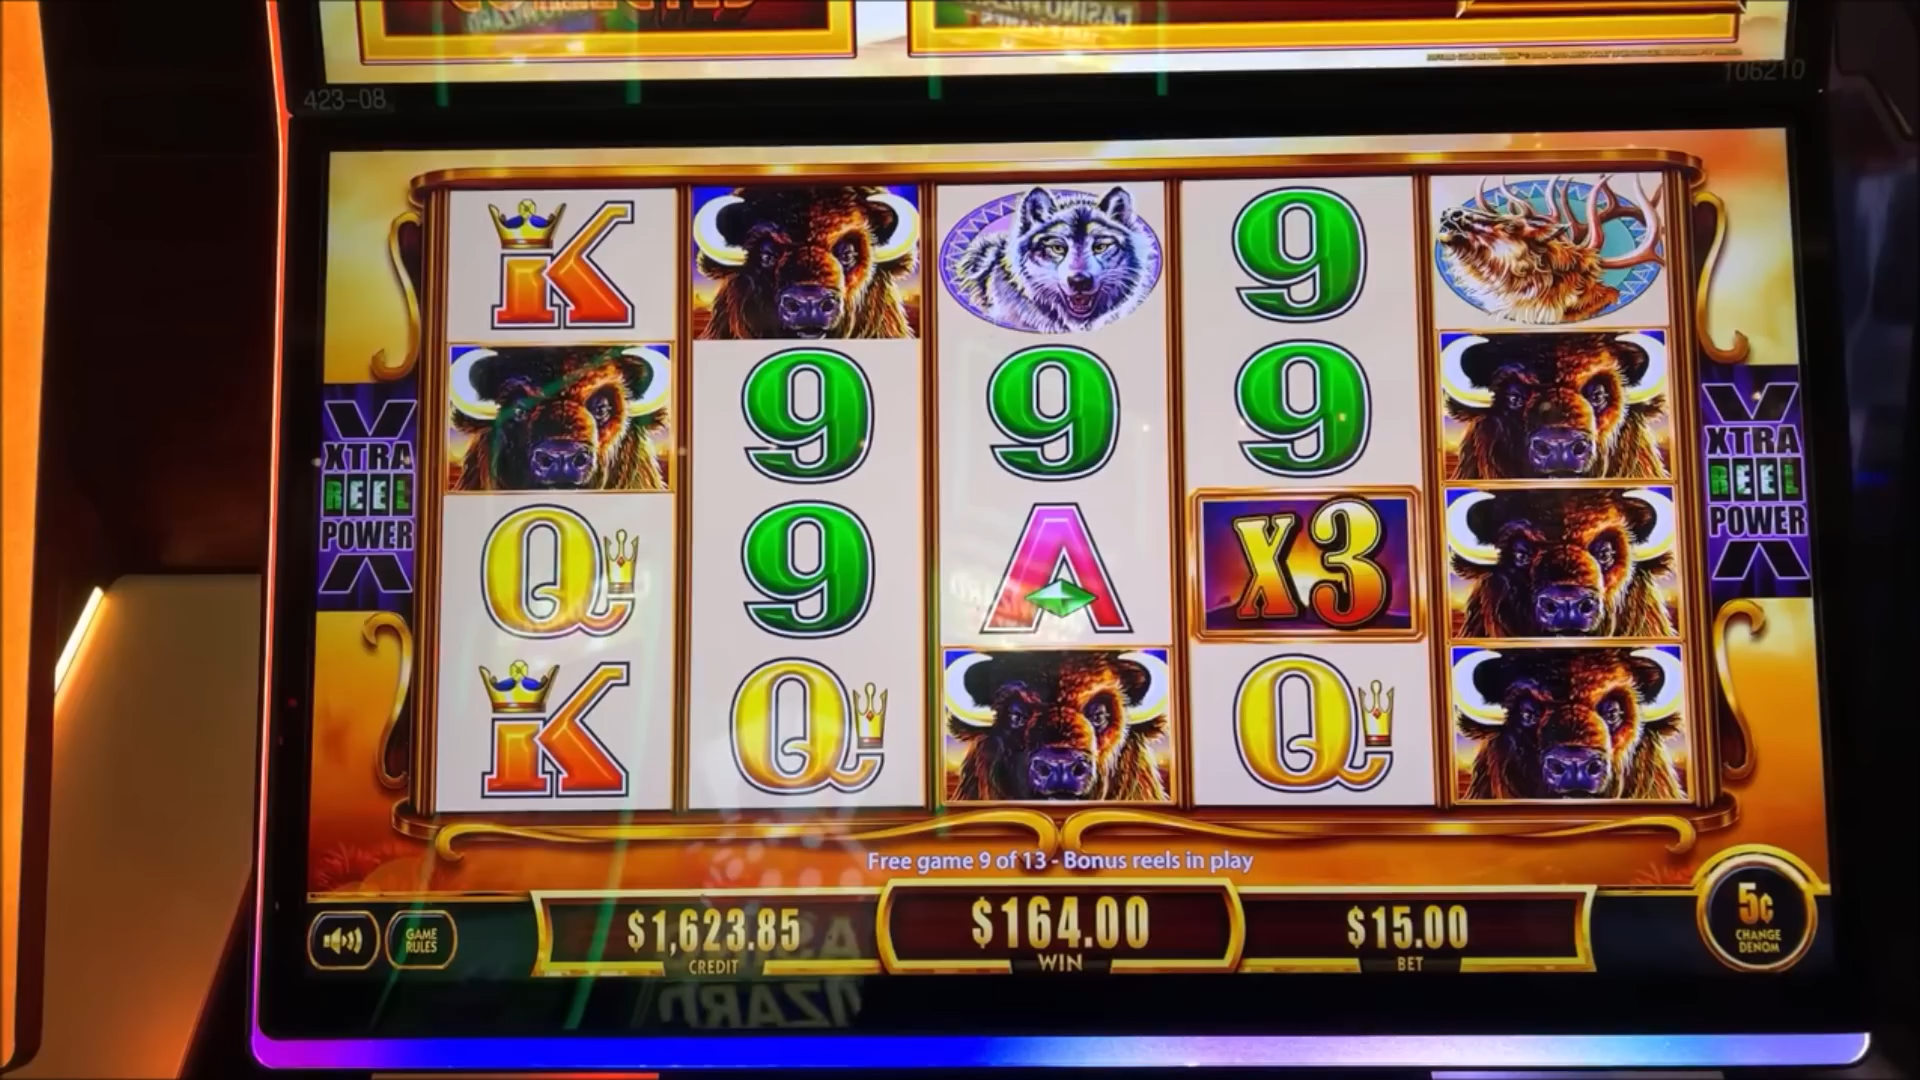 COLLECTED
423-08
106210
K
9
9
9
9
XTRA
REEL
POWER
Q
9
A
X3
XTRA
REEL
POWER
K
Q
Q
Free game 9 of 13 - Bonus reels in play
GAME
RULES
$1,623.85
CREDIT
$164.00
WIN
$15.00
BET
5¢
CHANGE
DENOM